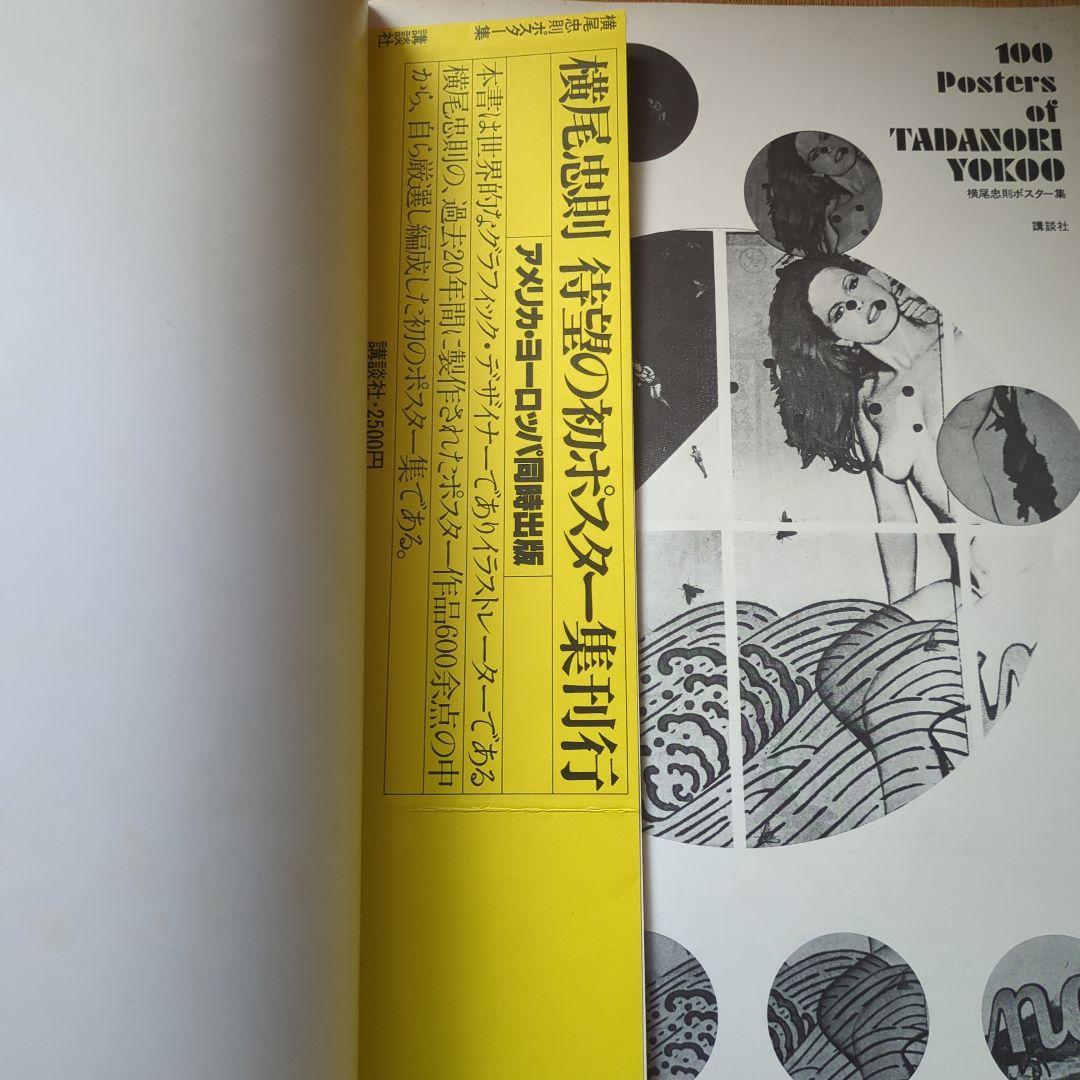 横尾忠則ポスター集
講談社
横尾忠則 待望の初ポスター集刊行
アメリカ・ヨーロッパ同時出版
本書は世界的なグラフィック・デザイナーでありイラストレーターである
横尾忠則の、過去20年間に製作されたポスター作品600余点の中
から、自ら厳選し編成した初のポスター集である。
講談社・2500円
100
Posters
of
TADANORI
YOKOO
横尾忠則ポスター集
講談社